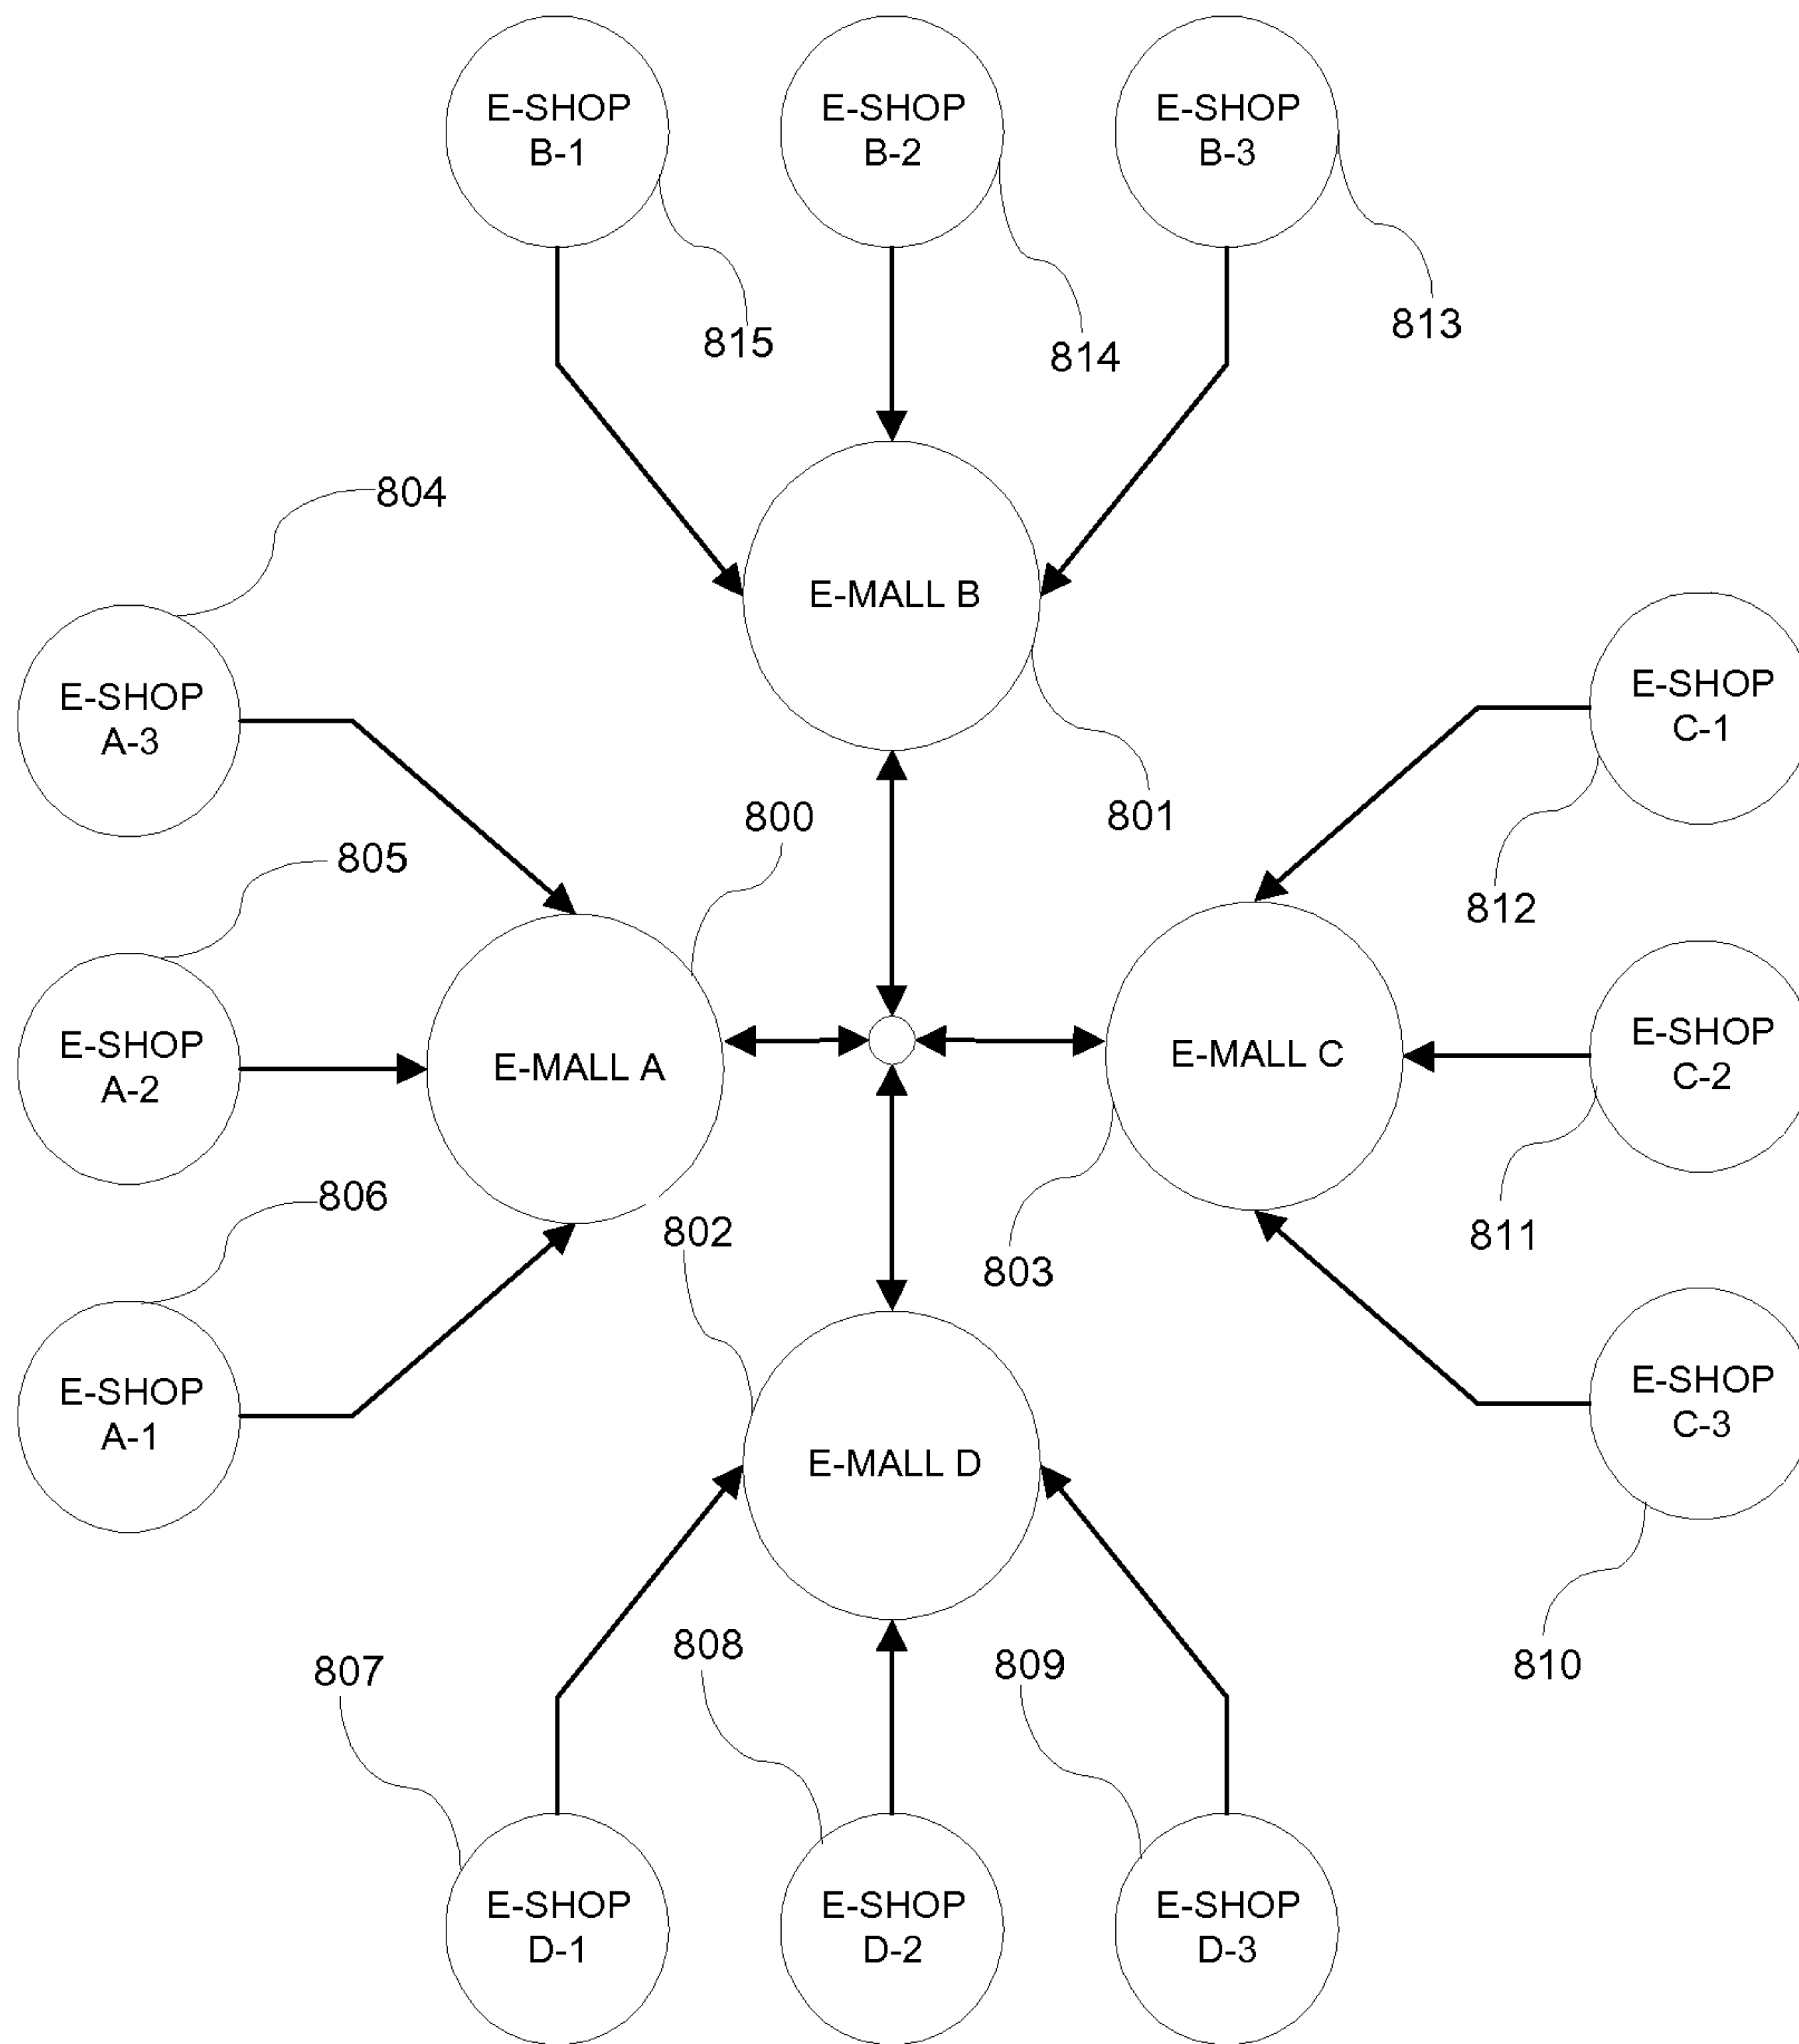 E-SHOP
B-1
E-SHOP
B-2
E-SHOP
B-3
815
814
813
804
E-MALL B
E-SHOP
A-3
E-SHOP
C-1
800
801
805
812
E-MALL A
E-SHOP
A-2
E-MALL C
E-SHOP
C-2
806
802
803
811
E-SHOP
A-1
E-MALL D
E-SHOP
C-3
807
808
809
810
E-SHOP
D-1
E-SHOP
D-2
E-SHOP
D-3